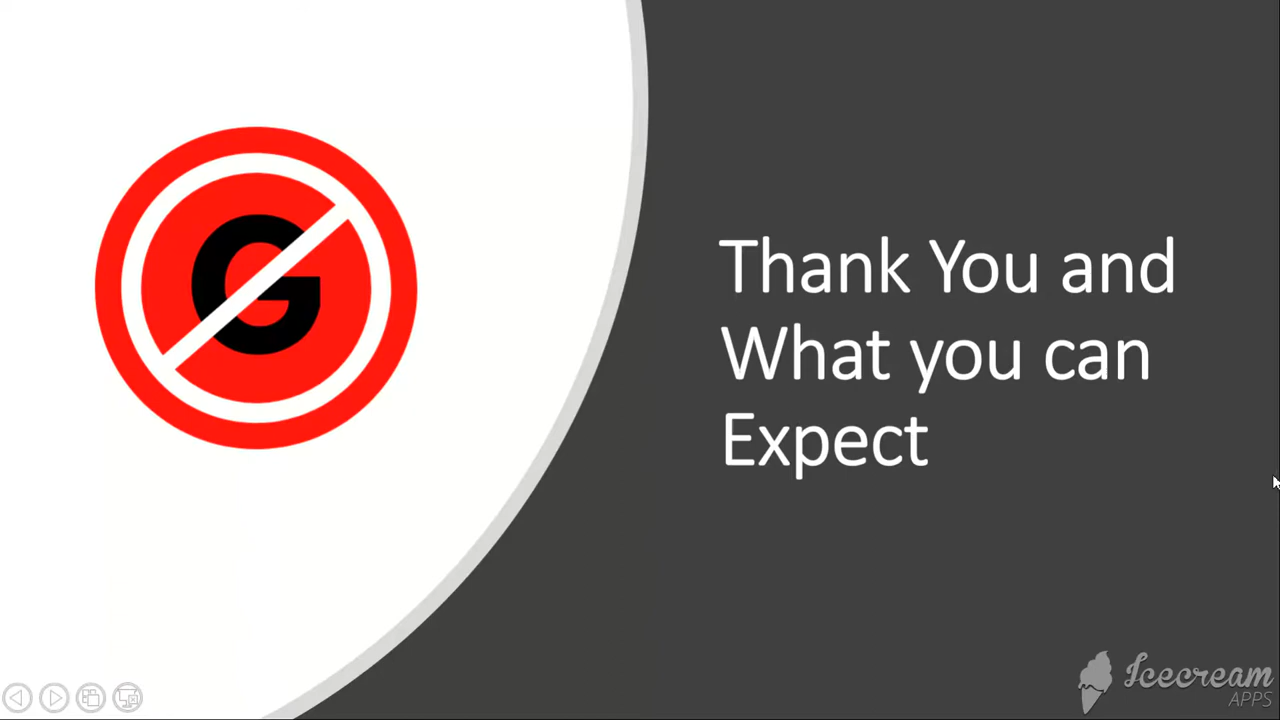 G
Thank You and
What you can
Expect
Icecream
APPS